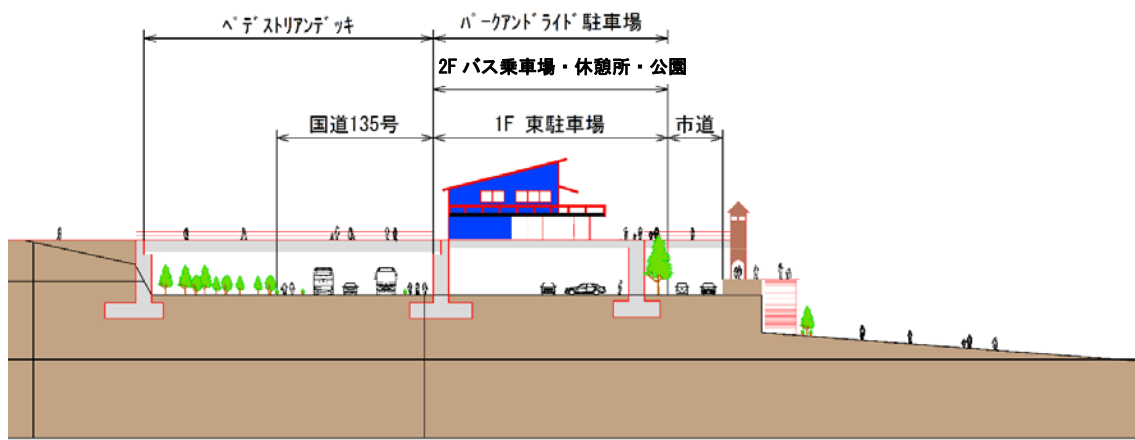 ﾍﾟﾃﾞｽﾄﾘｱﾝﾃﾞｯｷ
ﾊﾟｰｸｱﾝﾄﾞﾗｲﾄﾞ駐車場
2F バス乗車場・休憩所・公園
国道135号
1F 東駐車場
市道